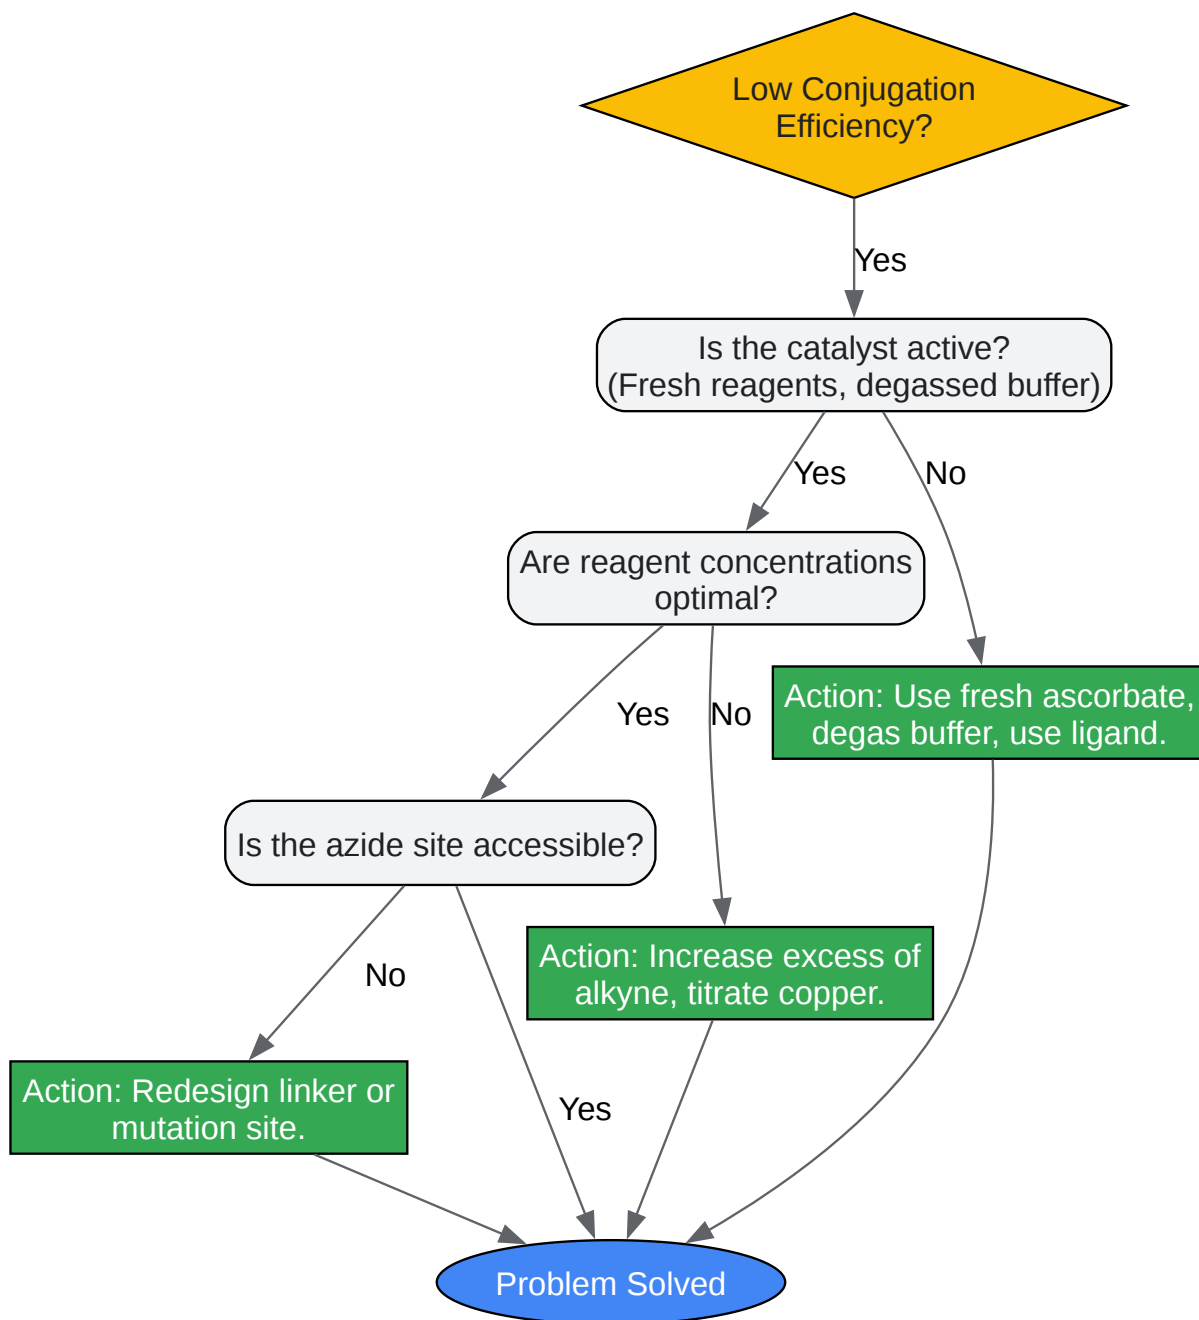 Low Conjugation
Efficiency?
Yes
Is the catalyst active?
(Fresh reagents, degassed buffer)
Yes
No
Are reagent concentrations
optimal?
Action: Use fresh ascorbate,
degas buffer, use ligand.
Yes
No
Is the azide site accessible?
Action: Increase excess of
alkyne, titrate copper.
No
Action: Redesign linker or
mutation site.
Yes
Problem Solved